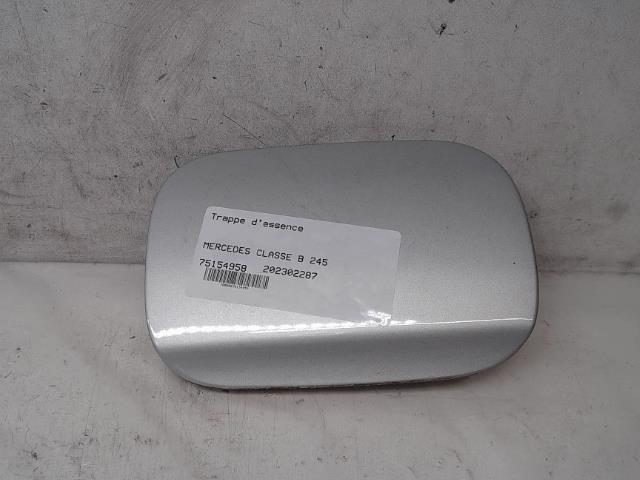 Trappe d'essence
MERCEDES CLASSE B 245
75154958 202302287